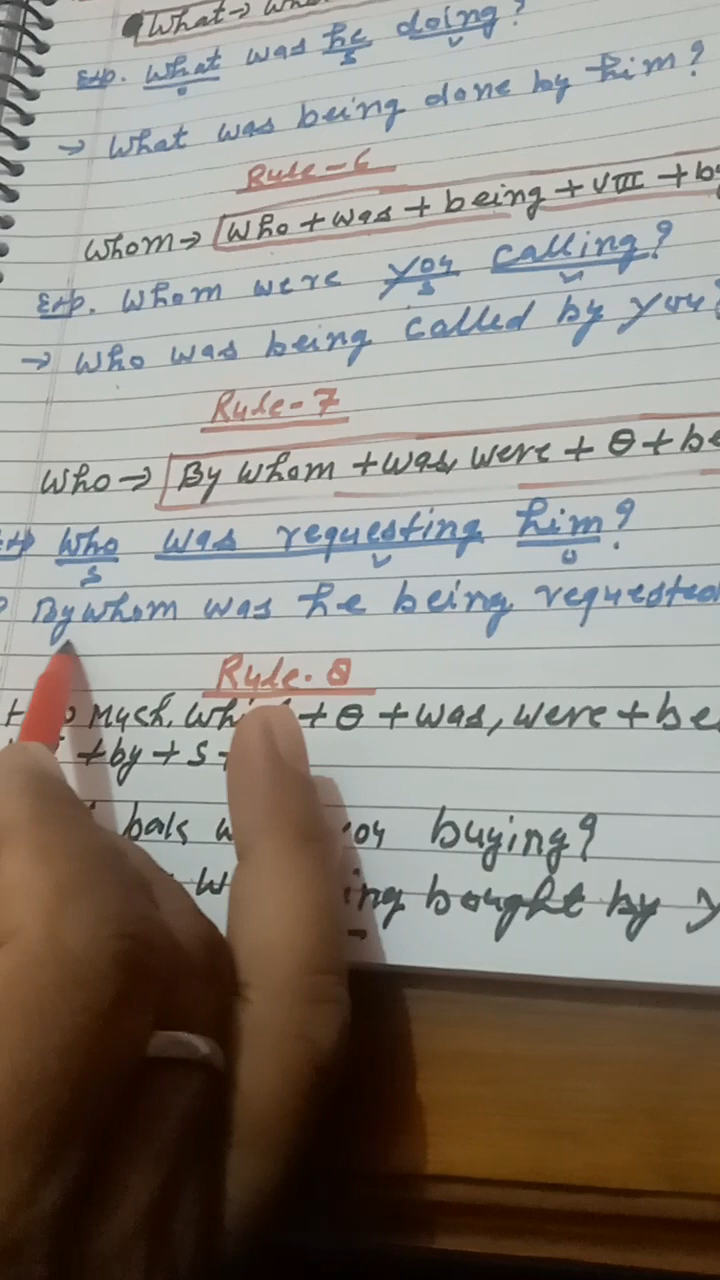 What→
Exp. What was he doing?
s
→ What was being done by him?
Rule-6
Whom→ Who + was + being + VIII + by
Exp. Whom were you calling?
s v
→ Who was being called by you?
Rule-7
Who→ By whom + was, were + O + be
Exp Who was requesting him?
s v o
By whom was he being requested
Rule-8
Much, + O + was, were + be
+ by + s +
buying?
ing bought by y